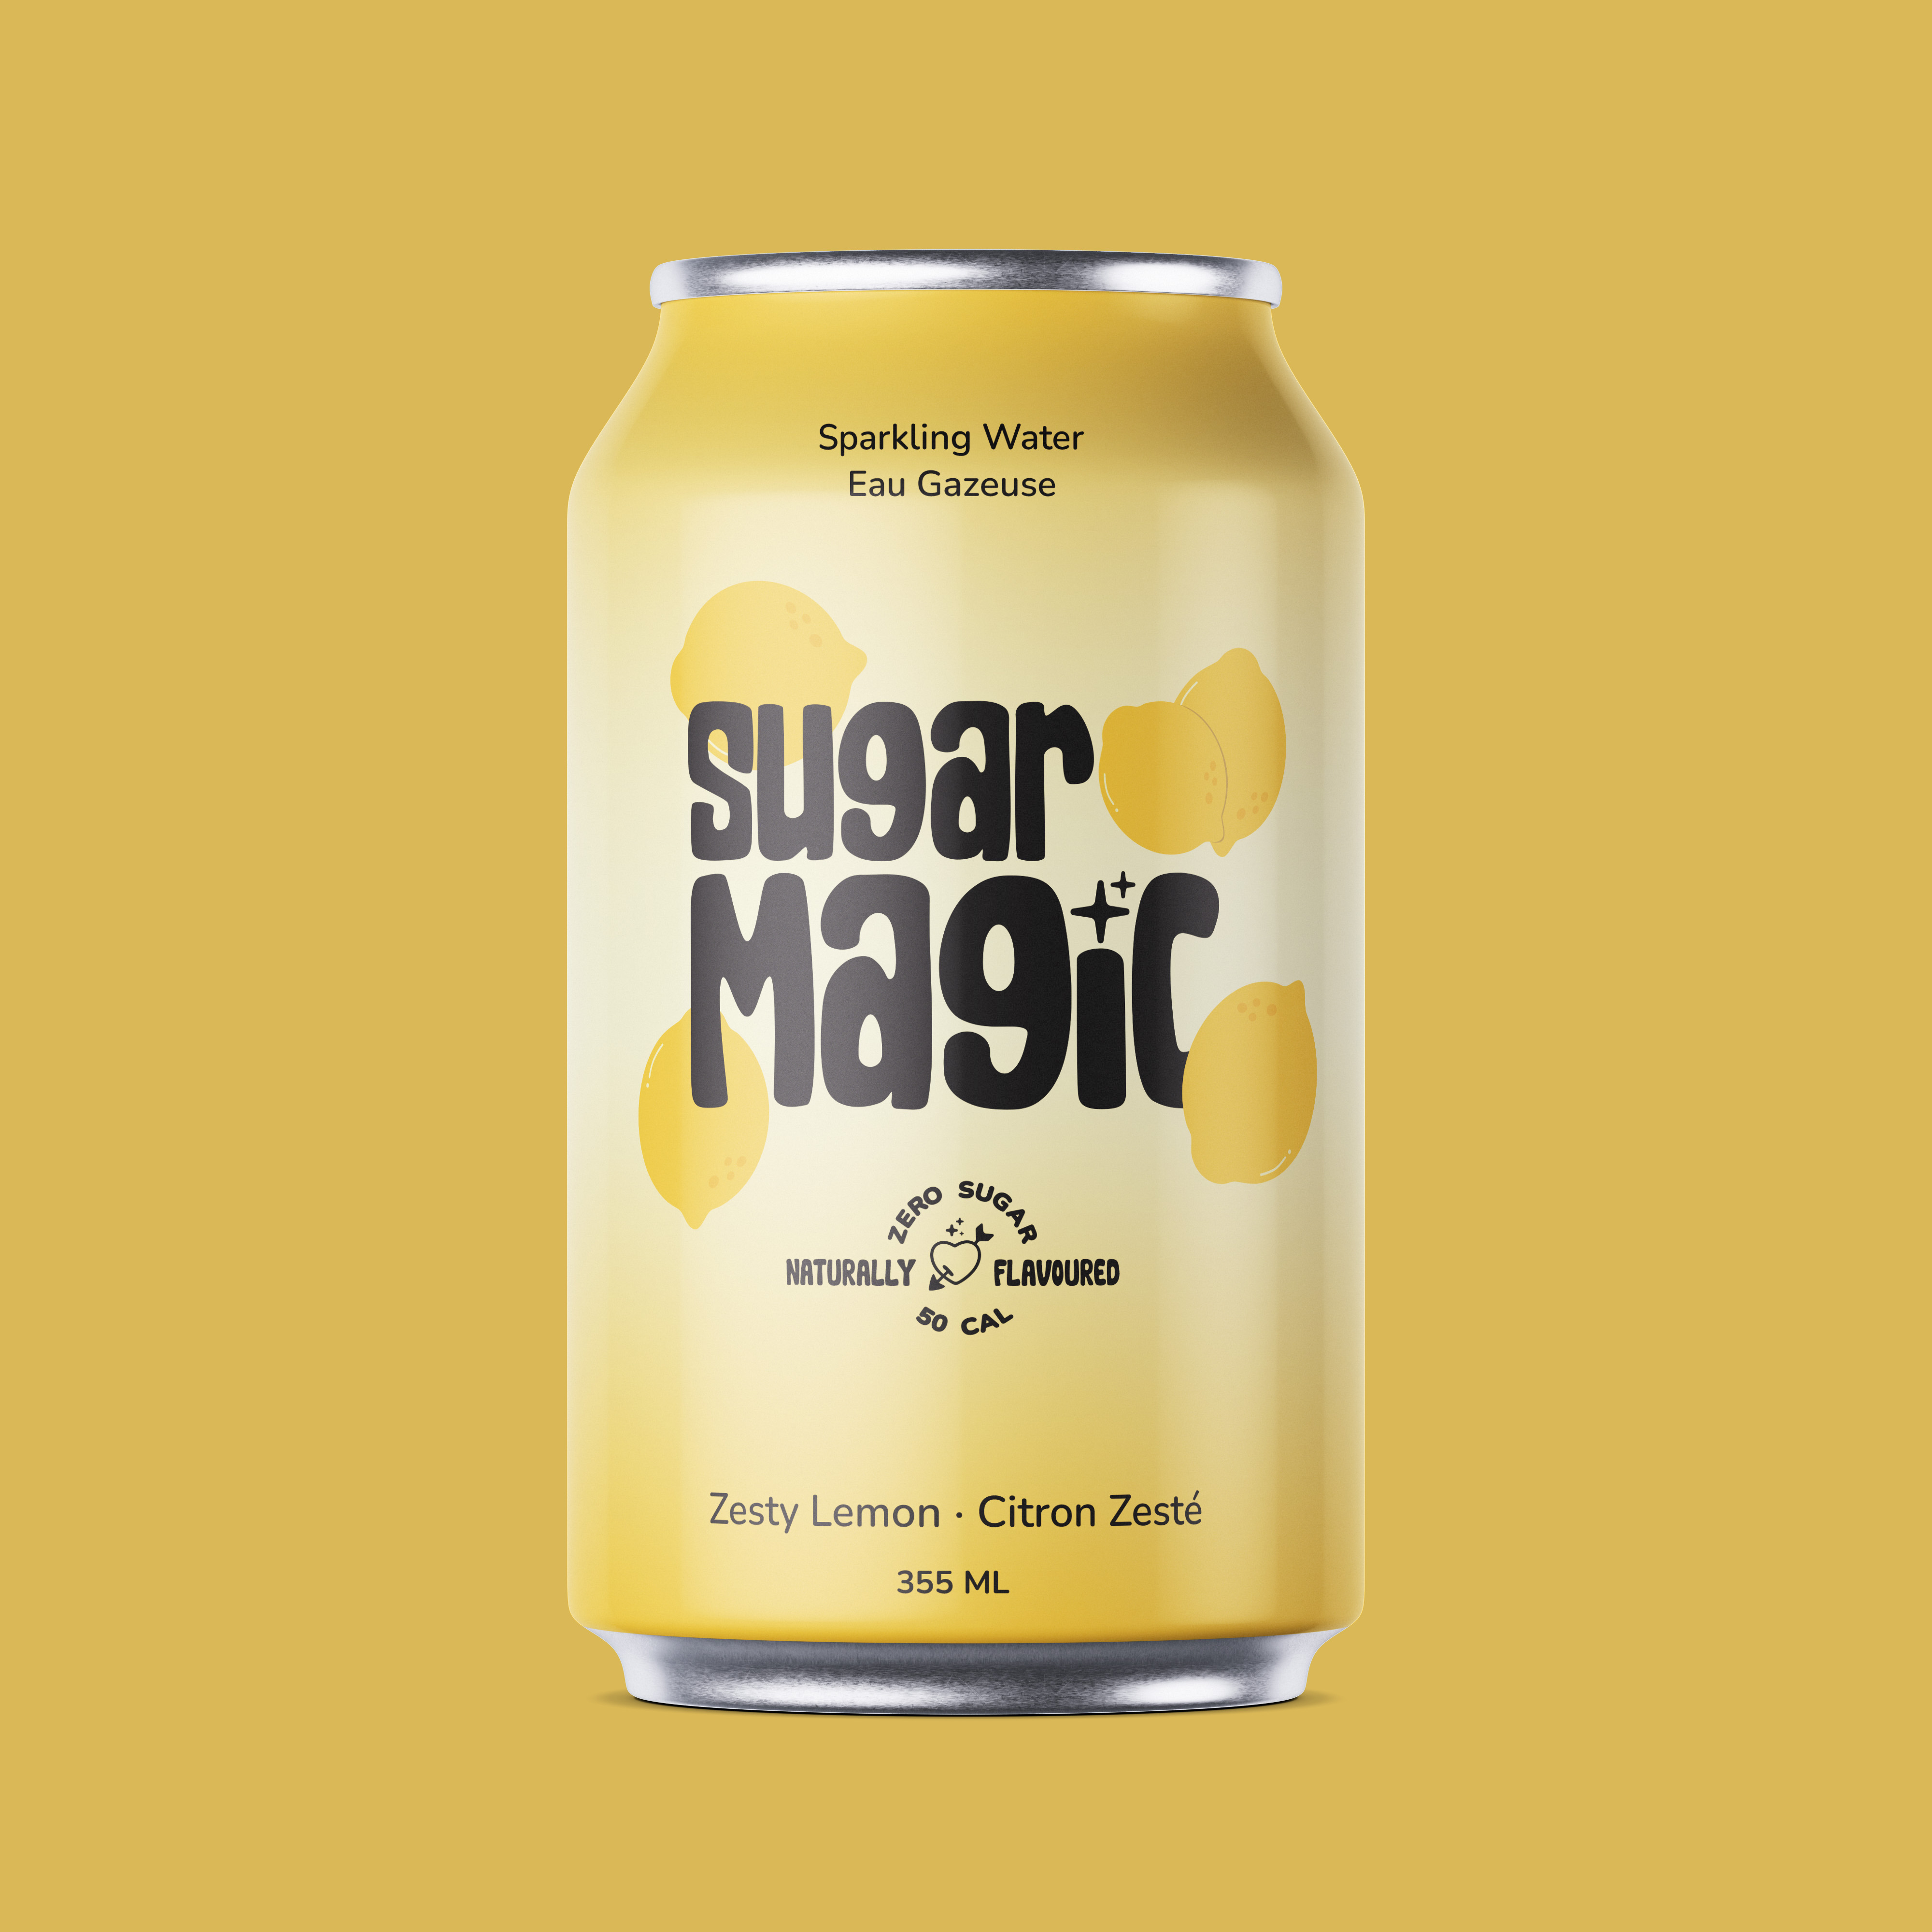 Sparkling Water
Eau Gazeuse
sugar
Magic
ZERO SUGAR
NATURALLY FLAVOURED
50 CAL
Zesty Lemon · Citron Zesté
355 ML